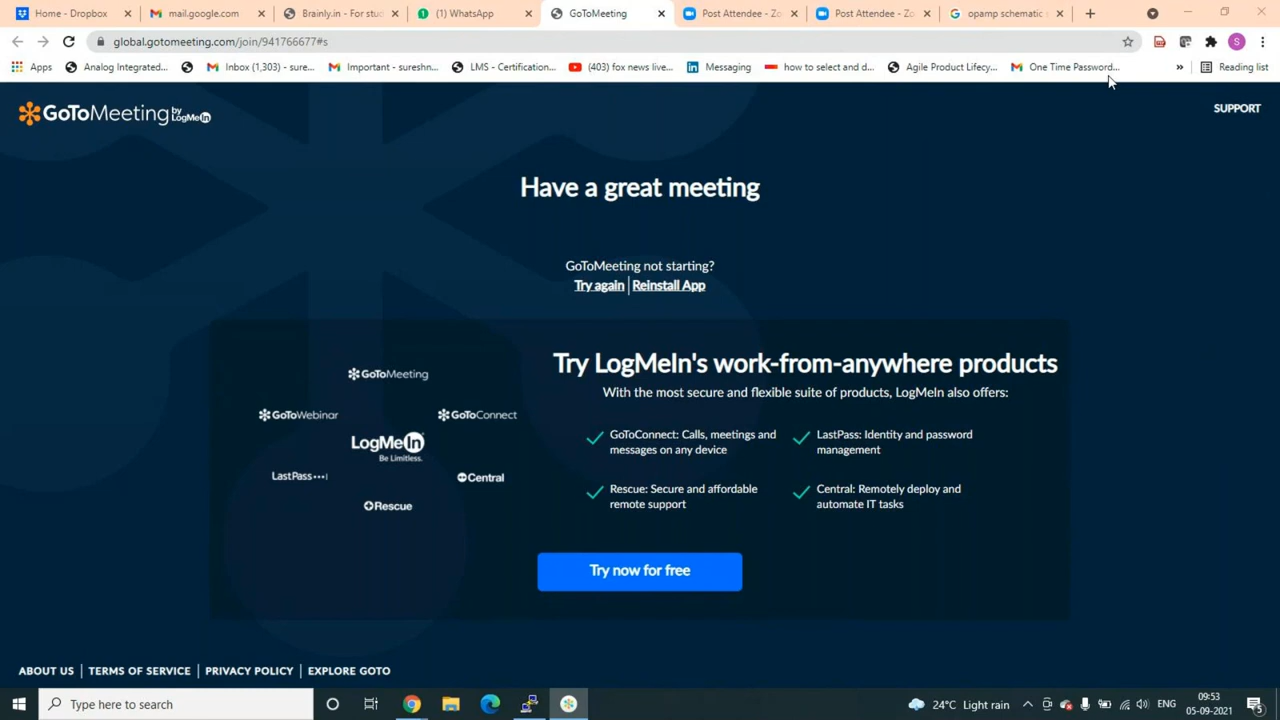 Home - Dropbox
mail.google.com
Brainly.in - For stu
(1) WhatsApp
GoToMeeting
Post Attendee - Zo
Post Attendee - Zo
opamp schematic s
global.gotomeeting.com/join/941766677#s
S
Apps
Analog Integrated...
Inbox (1,303) - sure...
Important - sureshn...
LMS - Certification...
(403) fox news live...
Messaging
how to select and d...
Agile Product Lifecy...
One Time Password...
»
Reading list
GoToMeeting by LogMeIn
SUPPORT
Have a great meeting
GoToMeeting not starting?
Try again | Reinstall App
Try LogMeIn's work-from-anywhere products
With the most secure and flexible suite of products, LogMeIn also offers:
GoToMeeting
GoToWebinar
GoToConnect
LogMeIn
Be Limitless.
LastPass
Central
Rescue
GoToConnect: Calls, meetings and
messages on any device
LastPass: Identity and password
management
Rescue: Secure and affordable
remote support
Central: Remotely deploy and
automate IT tasks
Try now for free
ABOUT US | TERMS OF SERVICE | PRIVACY POLICY | EXPLORE GOTO
Type here to search
24°C Light rain
ENG
09:53
05-09-2021